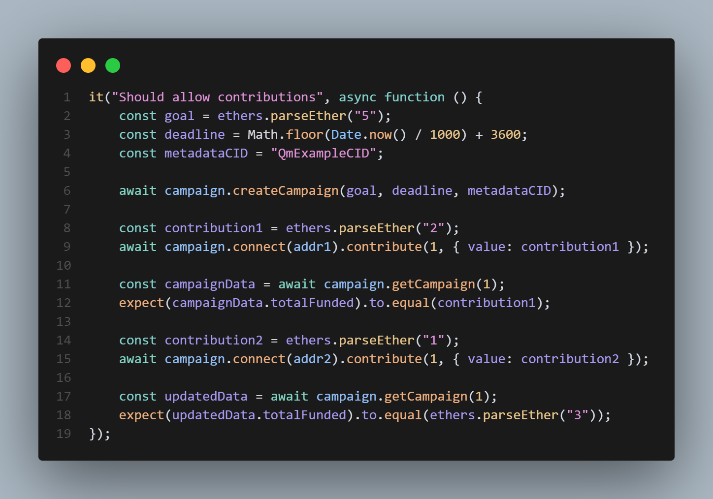 1 it("Should allow contributions", async function () {
2 const goal = ethers.parseEther("5");
3 const deadline = Math.floor(Date.now() / 1000) + 3600;
4 const metadataCID = "QmExampleCID";
5
6 await campaign.createCampaign(goal, deadline, metadataCID);
7
8 const contribution1 = ethers.parseEther("2");
9 await campaign.connect(addr1).contribute(1, { value: contribution1 });
10
11 const campaignData = await campaign.getCampaign(1);
12 expect(campaignData.totalFunded).to.equal(contribution1);
13
14 const contribution2 = ethers.parseEther("1");
15 await campaign.connect(addr2).contribute(1, { value: contribution2 });
16
17 const updatedData = await campaign.getCampaign(1);
18 expect(updatedData.totalFunded).to.equal(ethers.parseEther("3"));
19 });